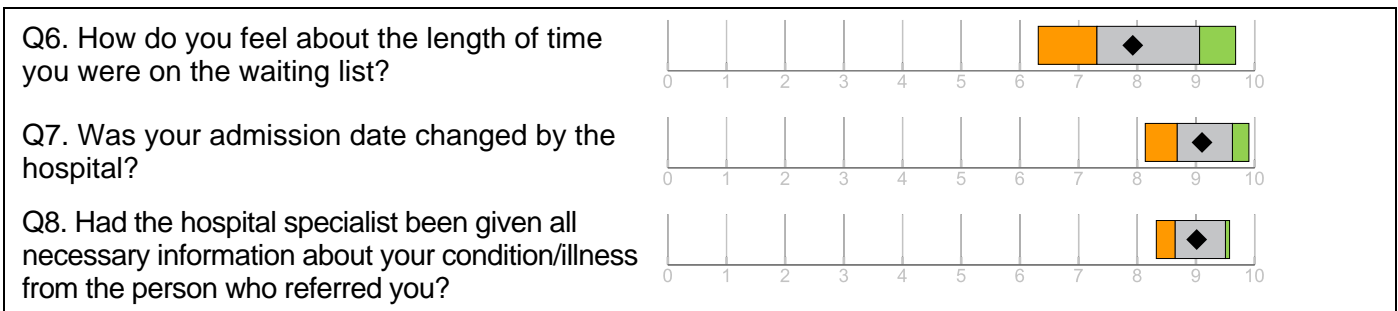 Q6. How do you feel about the length of time
you were on the waiting list?
0 1 2 3 4 5 6 7 8 9 10
Q7. Was your admission date changed by the
hospital?
0 1 2 3 4 5 6 7 8 9 10
Q8. Had the hospital specialist been given all
necessary information about your condition/illness
from the person who referred you?
0 1 2 3 4 5 6 7 8 9 10